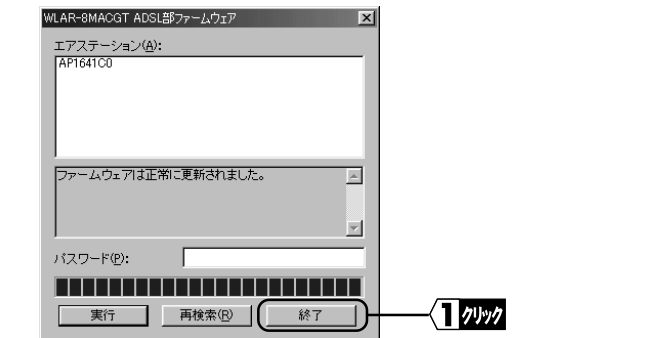 WLAR-8MACGT ADSL部ファームウェア
エアステーション(A):
AP1641C0
ファームウェアは正常に更新されました。
パスワード(P):
実行 再検索(R) 終了
1 クリック